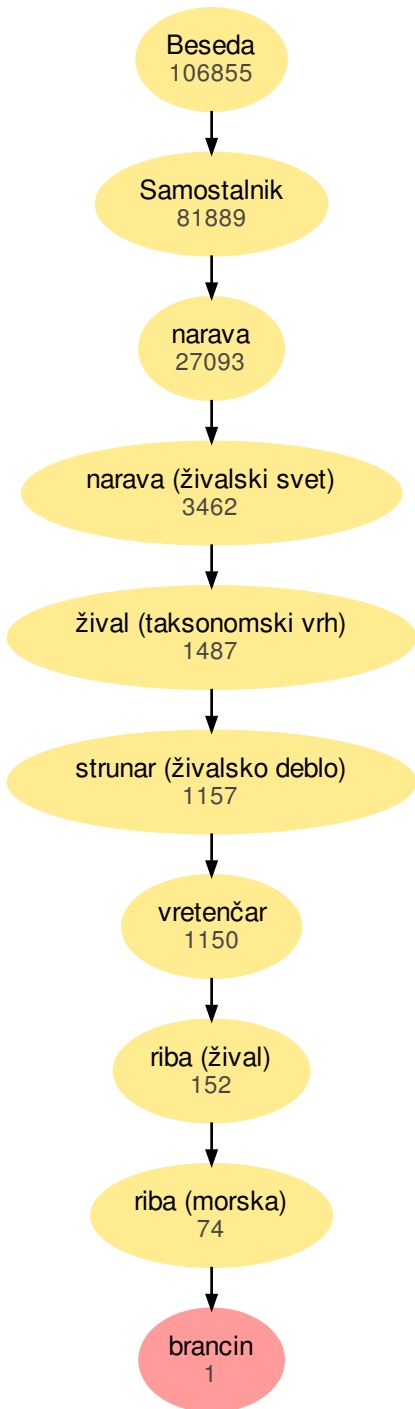 Beseda
106855
Samostalnik
81889
narava
27093
narava (živalski svet)
3462
žival (taksonomski vrh)
1487
strunar (živalsko deblo)
1157
vretenčar
1150
riba (žival)
152
riba (morska)
74
brancin
1